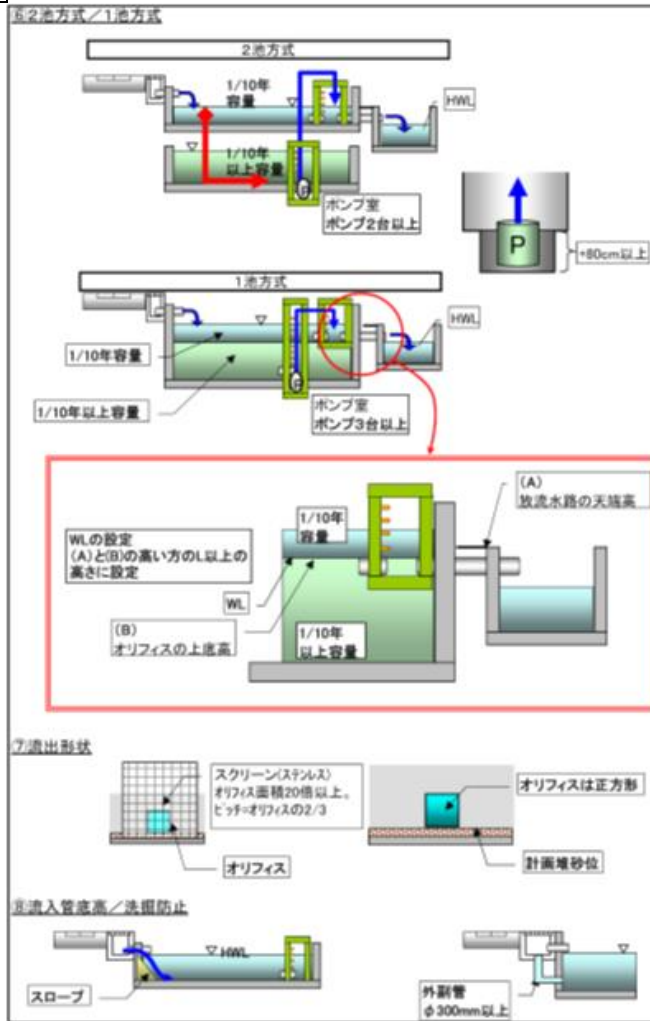 ⑥2池方式／1池方式
2池方式
1/10年
容量
HWL
1/10年
以上容量
P
ポンプ室
ポンプ2台以上
P
+80cm以上
1池方式
HWL
1/10年容量
1/10年以上容量
P
ポンプ室
ポンプ3台以上
(A)
放流水路の天端高
1/10年
容量
WLの設定
(A)と(B)の高い方のL以上の
高さに設定
WL
(B)
オリフィスの上底高
1/10年
以上容量
⑦流出形状
スクリーン(ステンレス)
オリフィス面積20倍以上。
ピッチ=オリフィスの2/3
オリフィス
オリフィスは正方形
計画堆砂位
⑧流入管底高／洗掘防止
HWL
スロープ
外副管
φ300mm以上